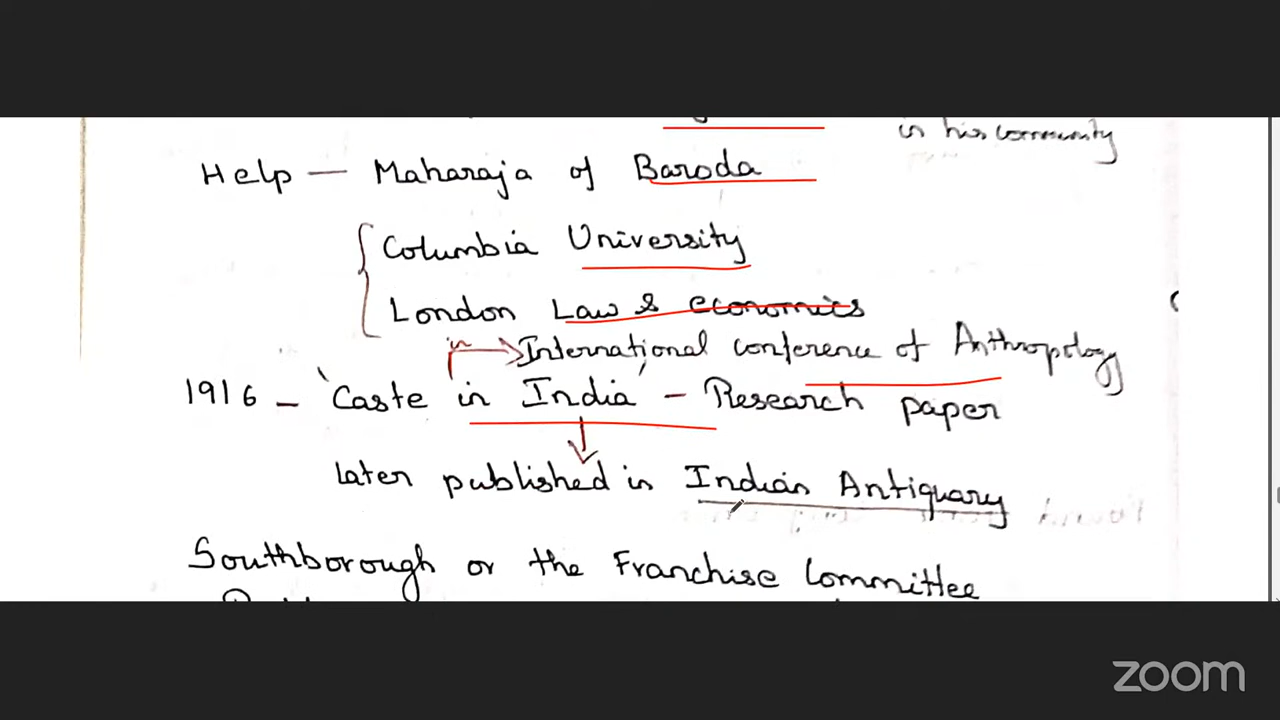 in his community
Help — Maharaja of Baroda
Columbia University
London Law & economics
in International conference of Anthropology
1916 - 'Caste in India' - Research paper
later published in Indian Antiquary
Southborough or the Franchise Committee
zoom